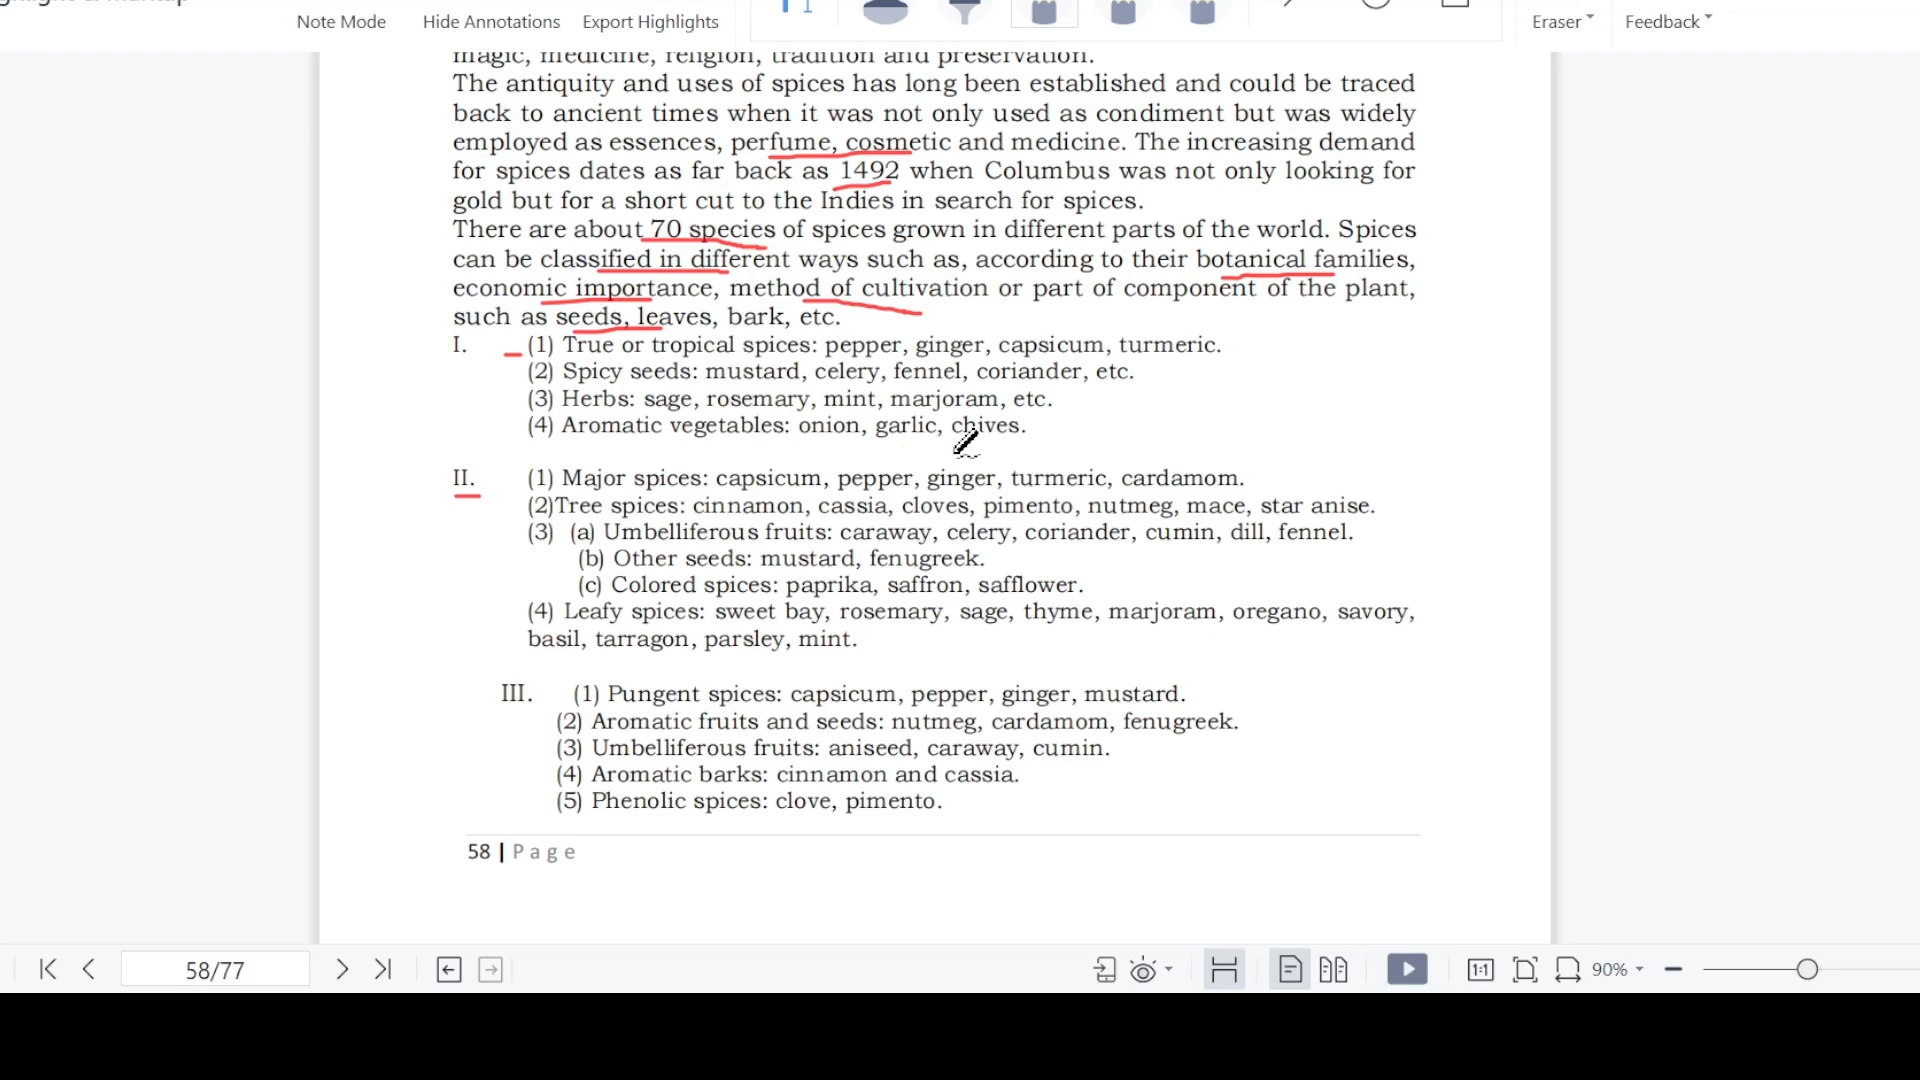 Note Mode Hide Annotations Export Highlights Eraser Feedback
magic, medicine, religion, tradition and preservation.
The antiquity and uses of spices has long been established and could be traced
back to ancient times when it was not only used as condiment but was widely
employed as essences, perfume, cosmetic and medicine. The increasing demand
for spices dates as far back as 1492 when Columbus was not only looking for
gold but for a short cut to the Indies in search for spices.
There are about 70 species of spices grown in different parts of the world. Spices
can be classified in different ways such as, according to their botanical families,
economic importance, method of cultivation or part of component of the plant,
such as seeds, leaves, bark, etc.
I. (1) True or tropical spices: pepper, ginger, capsicum, turmeric.
(2) Spicy seeds: mustard, celery, fennel, coriander, etc.
(3) Herbs: sage, rosemary, mint, marjoram, etc.
(4) Aromatic vegetables: onion, garlic, chives.
II. (1) Major spices: capsicum, pepper, ginger, turmeric, cardamom.
(2)Tree spices: cinnamon, cassia, cloves, pimento, nutmeg, mace, star anise.
(3) (a) Umbelliferous fruits: caraway, celery, coriander, cumin, dill, fennel.
(b) Other seeds: mustard, fenugreek.
(c) Colored spices: paprika, saffron, safflower.
(4) Leafy spices: sweet bay, rosemary, sage, thyme, marjoram, oregano, savory,
basil, tarragon, parsley, mint.
III. (1) Pungent spices: capsicum, pepper, ginger, mustard.
(2) Aromatic fruits and seeds: nutmeg, cardamom, fenugreek.
(3) Umbelliferous fruits: aniseed, caraway, cumin.
(4) Aromatic barks: cinnamon and cassia.
(5) Phenolic spices: clove, pimento.
58 | Page
58/77 1:1 90%